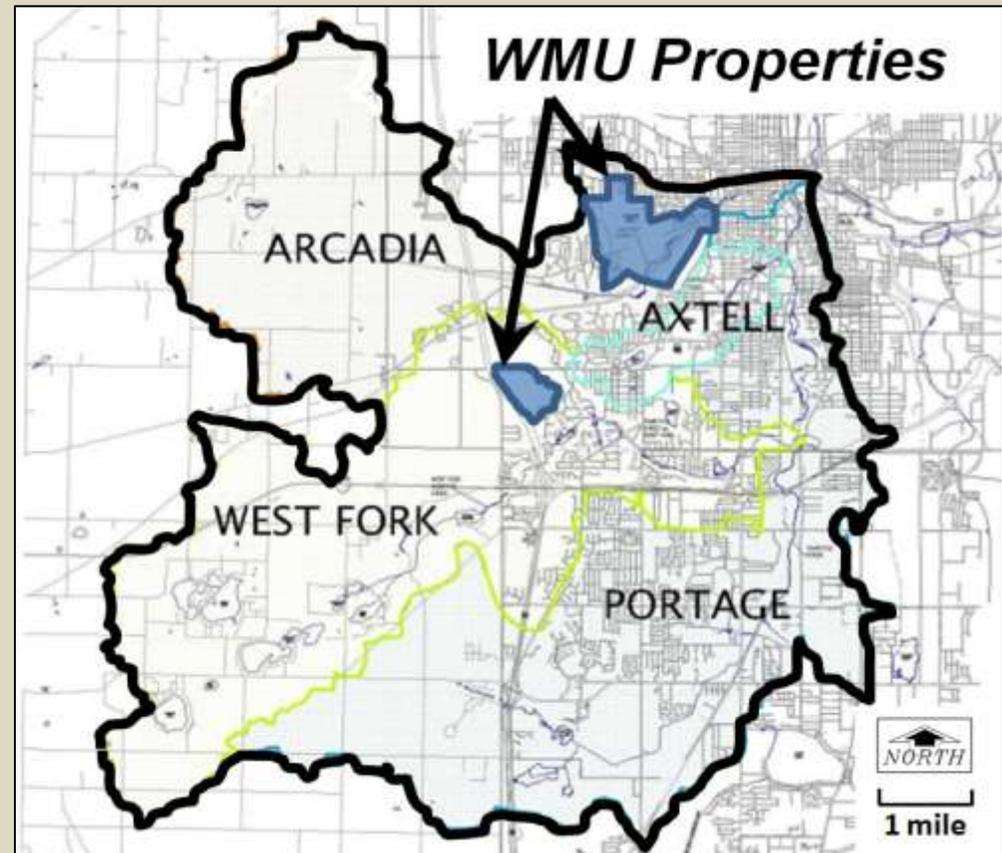 WMU Properties
ARCADIA
AXTELL
WEST FORK
PORTAGE
NORTH
1 mile